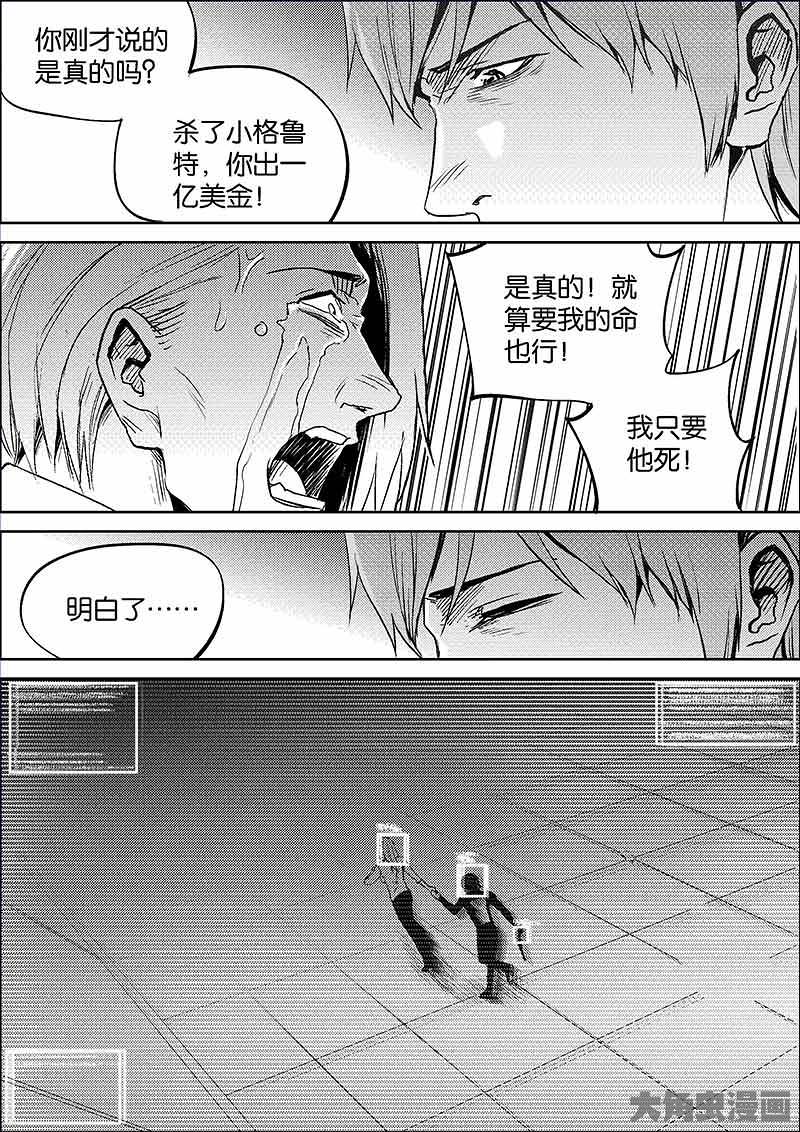 你刚才说的
是真的吗？
杀了小格鲁
特，你出一
亿美金！
是真的！就
算要我的命
也行！
我只要
他死！
明白了……
大角虫漫画